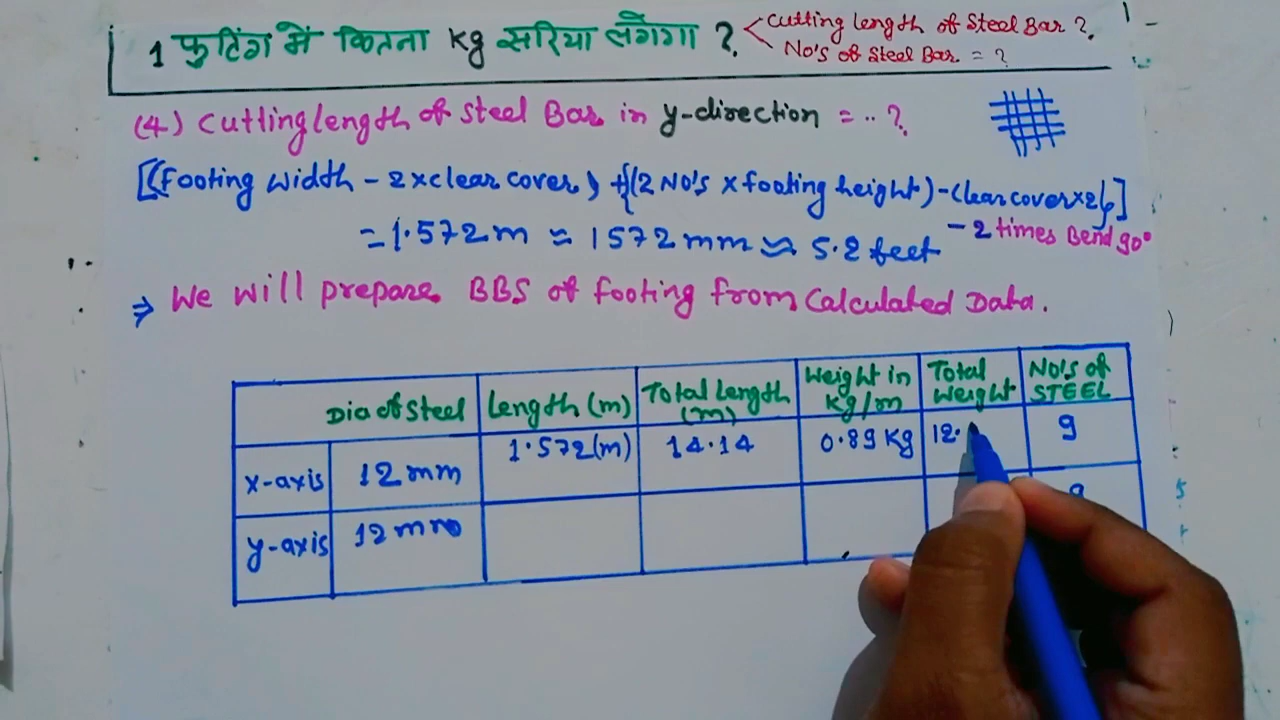 1 फुटिंग में कितना kg सरिया लगेगा ?
Cutting length of Steel Bar ?
No's of Steel Bar = ?
(4) Cutting length of Steel Bar in y-direction = .. ?
[(Footing width - 2 x clear cover) + {(2 No's x footing height) - clear cover x 2}]
- 2 times Bend 90°
= 1.572 m ≈ 1572 mm ≈ 5.2 feet
⇒ We will prepare BBS of footing from Calculated Data.
Dia of Steel Length (m) Total Length (m) Weight in Kg/m Total Weight No's of STEEL
x-axis 12 mm 1.572 (m) 14.14 0.89 Kg 12. 9
y-axis 12 mm 9